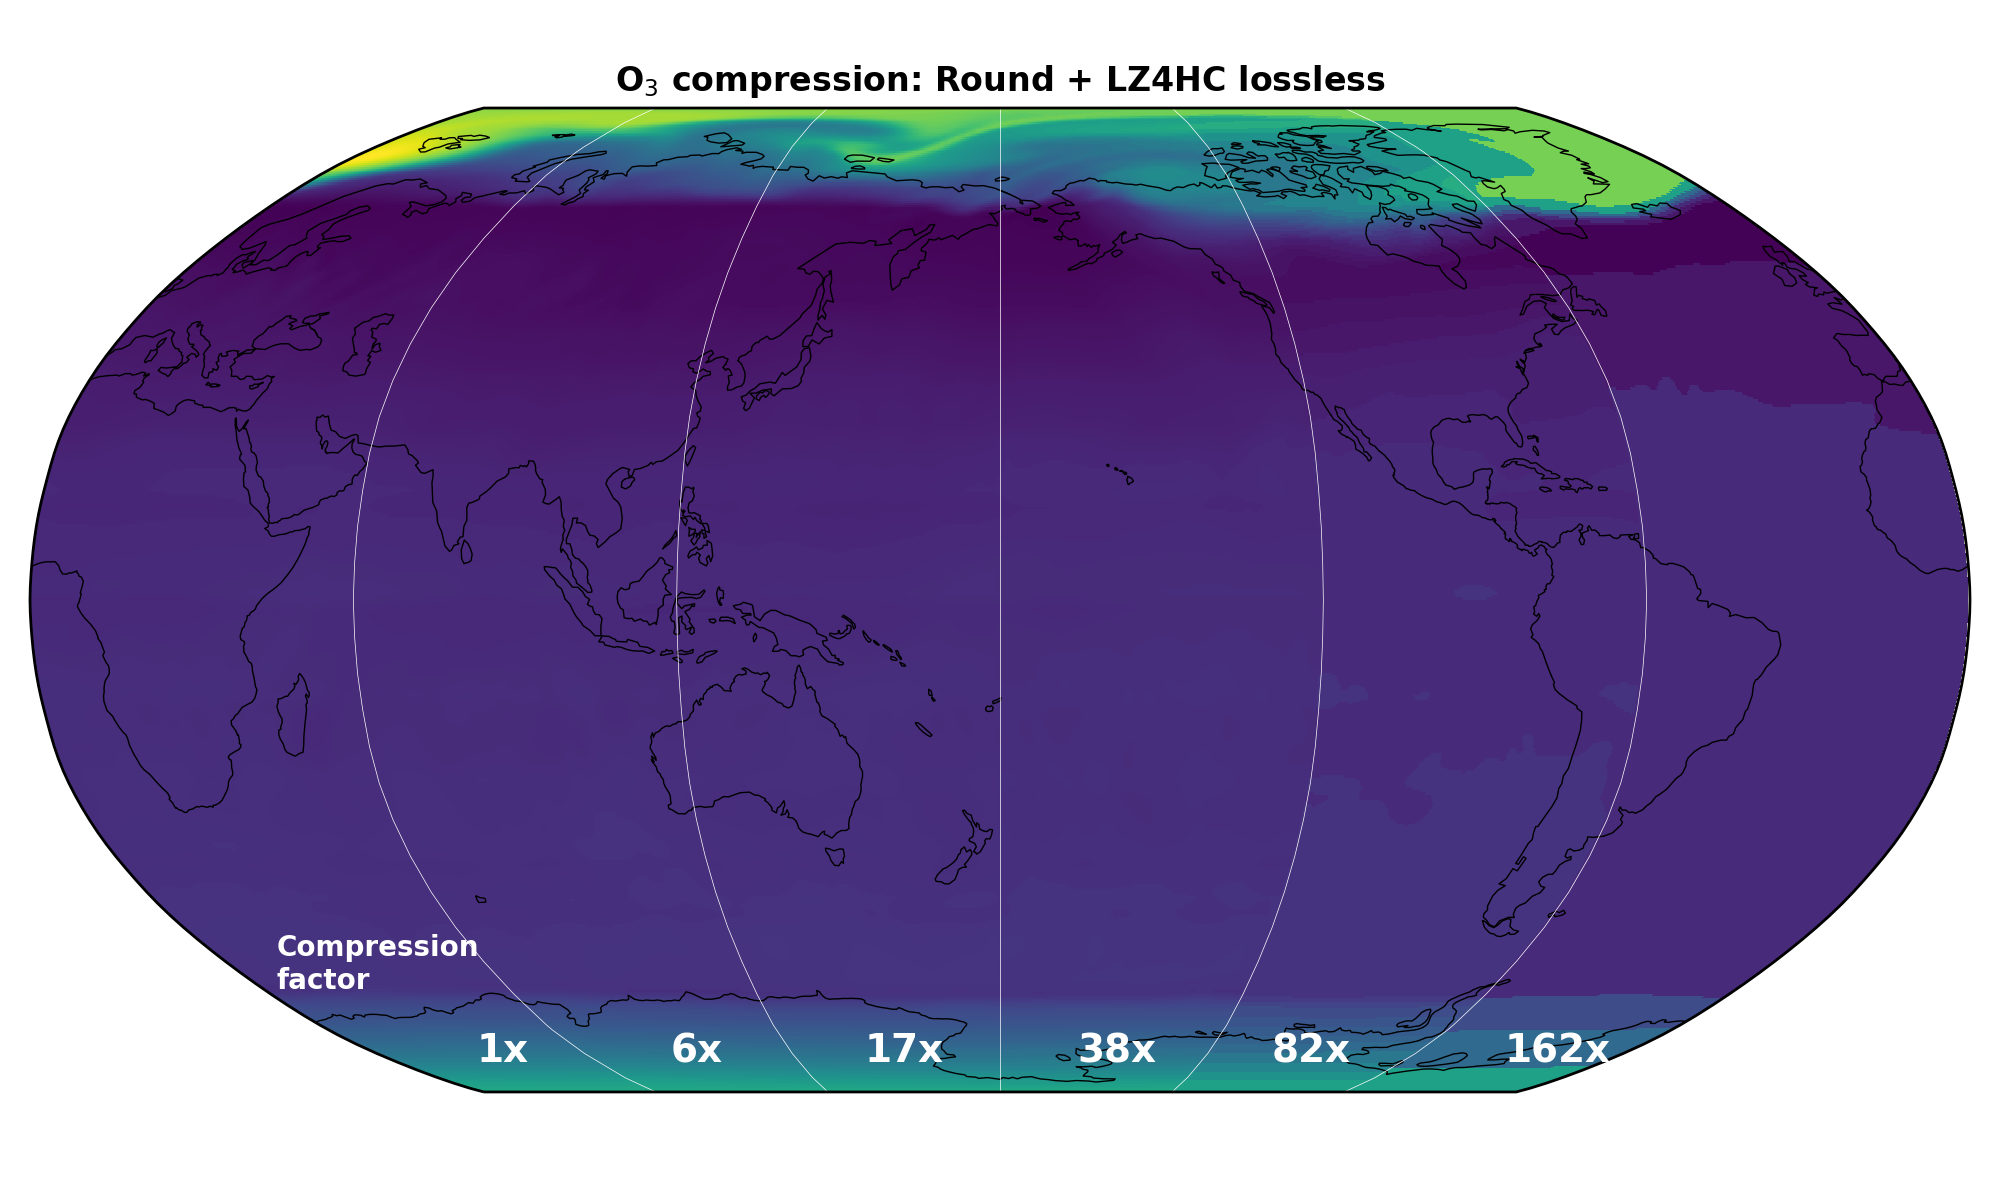 O₃ compression: Round + LZ4HC lossless
Compression
factor
1x 6x 17x 38x 82x 162x